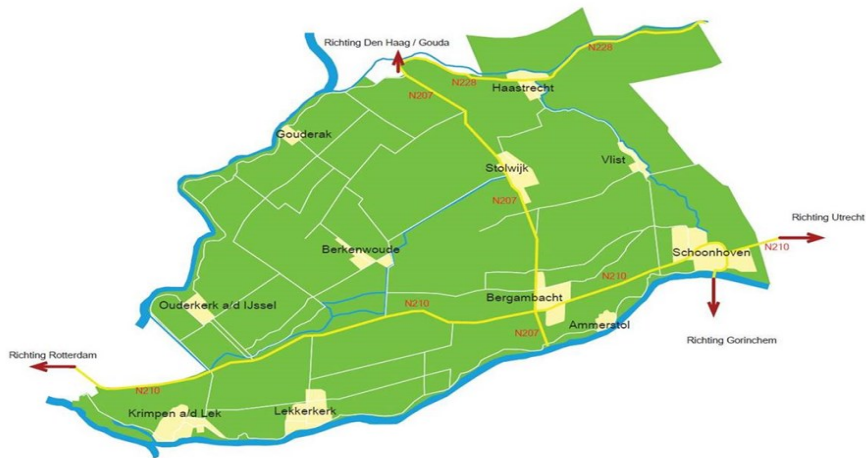 Richting Den Haag / Gouda
N228
N228
Haastrecht
N207
Gouderak
Vlist
Stolwijk
N207
Richting Utrecht
N210
Berkenwoude
Schoonhoven
N210
Bergambacht
Ouderkerk a/d IJssel
N210
Ammerstol
N207
Richting Gorinchem
Richting Rotterdam
N210
Krimpen a/d Lek
Lekkerkerk